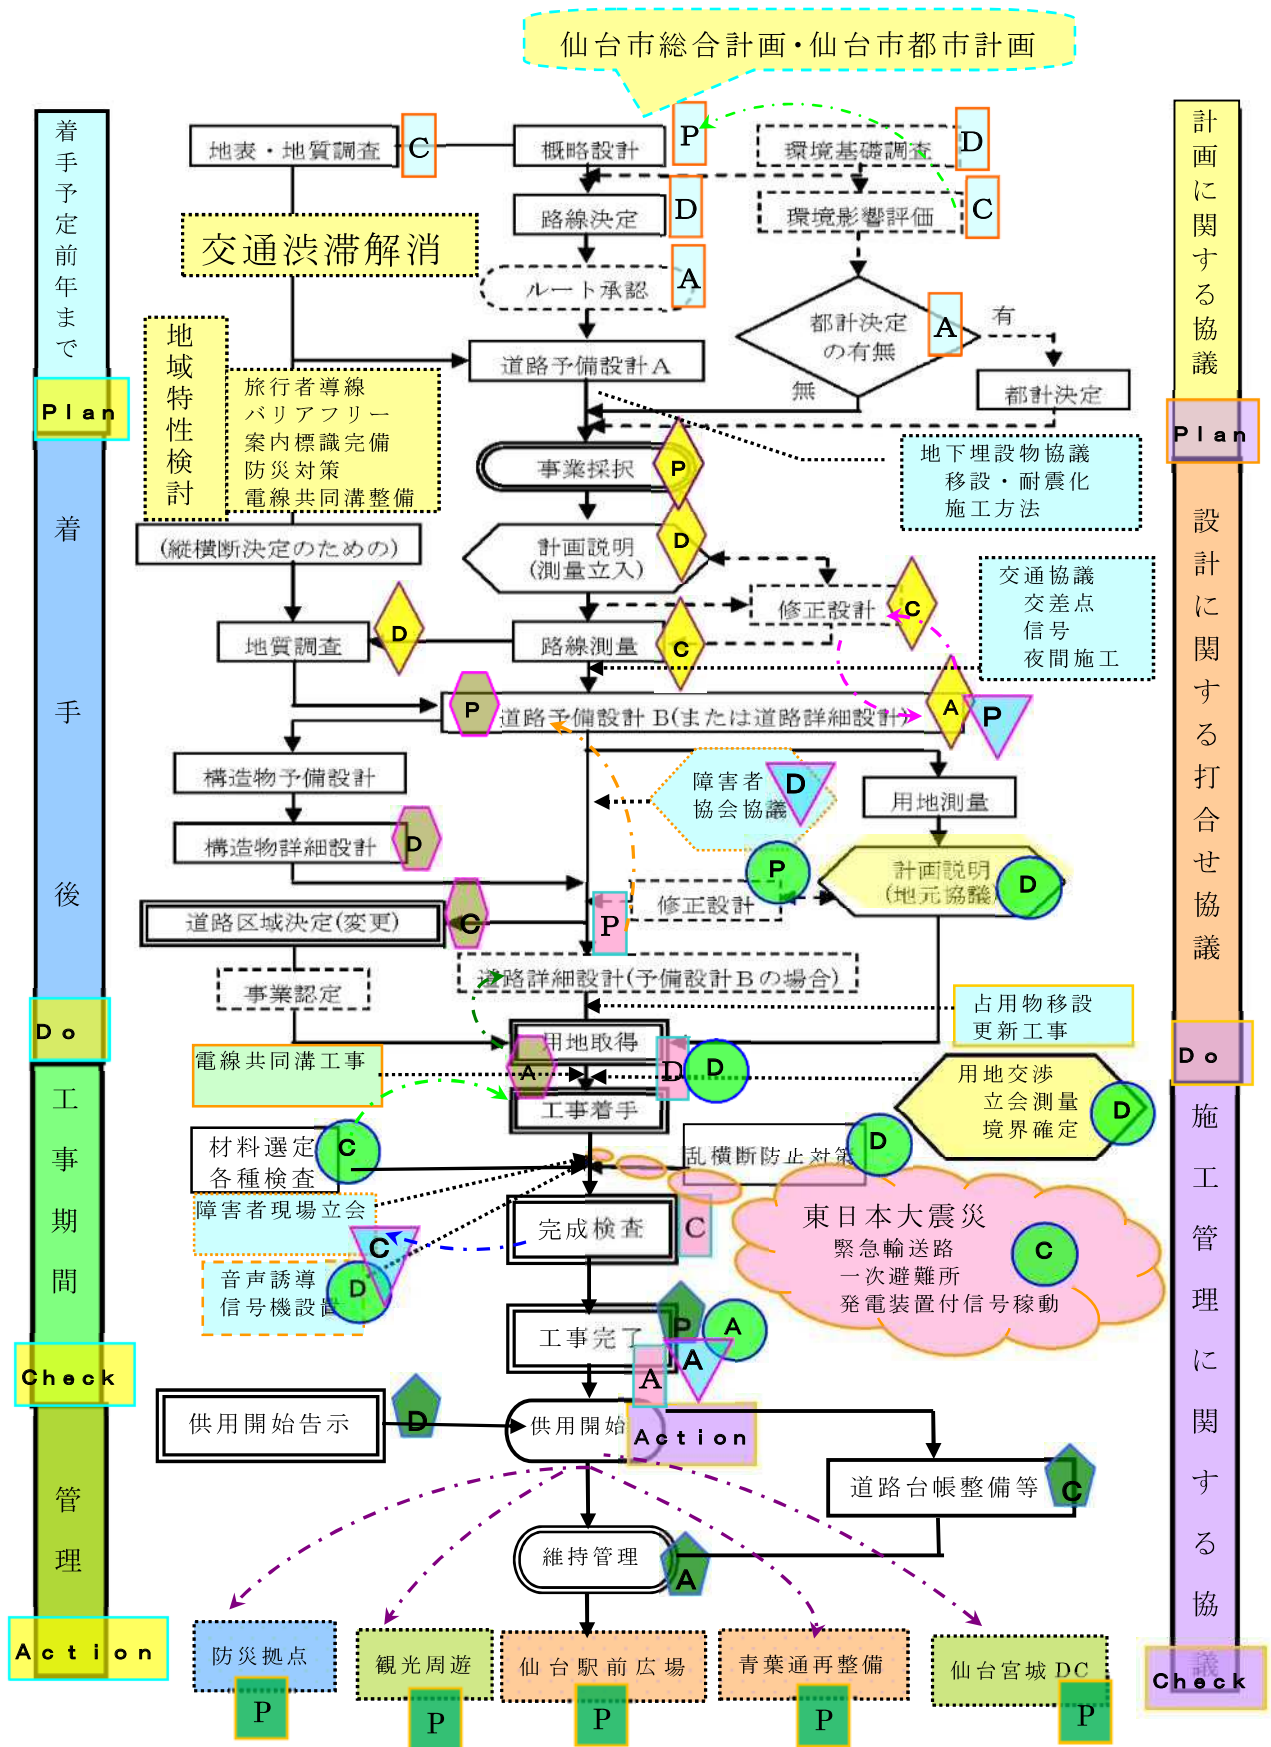 仙台市総合計画・仙台市都市計画
着手予定前年まで
Plan
着手後
Do
工事期間
Check
管理
Action
地表・地質調査
C
概略設計
P
環境基礎調査
D
路線決定
D
環境影響評価
C
交通渋滞解消
ルート承認
A
都計決定
の有無
A
有
無
都計決定
道路予備設計A
地域特性検討
旅行者導線
バリアフリー
案内標識完備
防災対策
電線共同溝整備
事業採択
P
地下埋設物協議
移設・耐震化
施工方法
(縦横断決定のための)
計画説明
(測量立入)
D
修正設計
C
交通協議
交差点
信号
夜間施工
地質調査
D
路線測量
C
P
道路予備設計B(または道路詳細設計)
A
P
構造物予備設計
障害者
協会協議
D
用地測量
構造物詳細設計
D
P
計画説明
(地元協議)
D
修正設計
道路区域決定(変更)
C
P
事業認定
道路詳細設計(予備設計Bの場合)
占用物移設
更新工事
用地取得
D
D
電線共同溝工事
A
工事着手
用地交渉
立会測量
境界確定
D
材料選定
各種検査
C
乱横断防止対策
D
障害者現場立会
C
完成検査
C
東日本大震災
緊急輸送路
一次避難所
発電装置付信号稼動
C
音声誘導
信号機設置
D
工事完了
P
A
A
A
供用開始告示
D
供用開始
Action
道路台帳整備等
C
維持管理
A
防災拠点
P
観光周遊
P
仙台駅前広場
P
青葉通再整備
P
仙台宮城DC
P
計画に関する協議
Plan
設計に関する打合せ協議
Do
施工管理に関する協議
Check